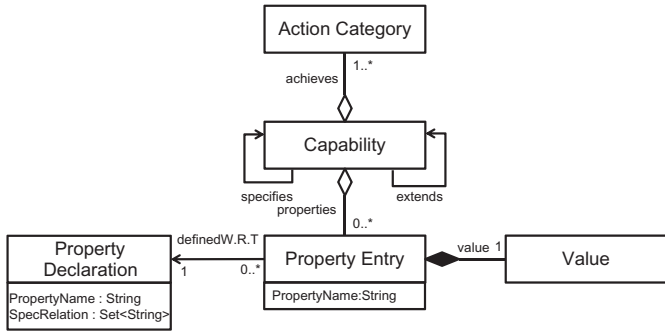 Action Category
achieves
1..*
Capability
specifies
extends
properties
0..*
definedW.R.T
1
0..*
Property
Declaration
PropertyName : String
SpecRelation : Set<String>
Property Entry
PropertyName:String
value
1
Value